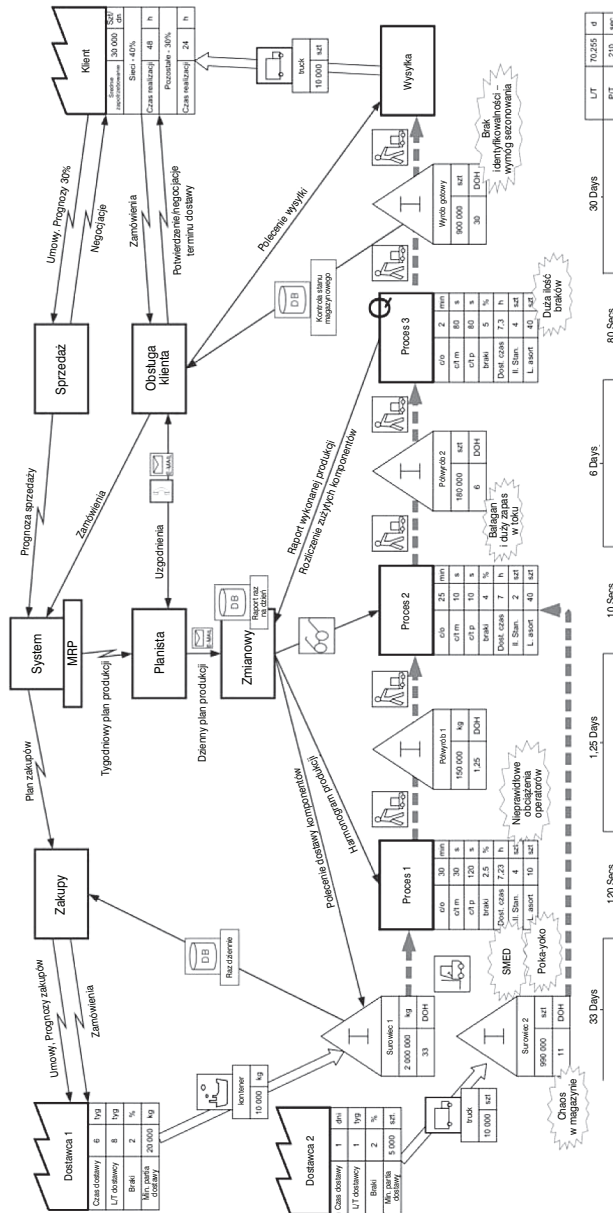 Dostawca 1
Czas dostawy 6 tyg
L/T dostawcy 8 tyg
Braki 2 %
Min. partia dostawy 20 000 kg
Umowy, Prognozy zakupów
Zamówienia
Zakupy
Plan zakupów
System
MRP
Prognoza sprzedaży
Sprzedaż
Umowy, Prognozy 30%
Negocjacje
Klient
Średnie zapotrzebowanie 30 000 Szt/dn
Sieci - 40%
Czas realizacji 48 h
Pozostałe - 30%
Czas realizacji 24 h
Zamówienia
Potwierdzenie/negocjacje
terminu dostawy
Obsługa
klienta
Zamówienia
Tygodniowy plan produkcji
Planista
Uzgodnienia
E-MAIL
E-MAIL
Dzienny plan produkcji
Zmianowy
DB
Raport raz
na dzień
DB
Raz dziennie
kontener
10 000 kg
Polecenie dostawy komponentów
Harmonogram produkcji
Raport wykonanej produkcji
Rozliczenie zużytych komponentów
DB
Kontrola stanu
magazynowego
Polecenie wysyłki
truck
10 000 szt
Wysyłka
Dostawca 2
Czas dostawy 1 dni
L/T dostawcy 1 tyg
Braki 2 %
Min. partia dostawy 5 000 szt.
truck
10 000 szt
I
Surowiec 1
2 000 000 kg
33 DOH
I
Surowiec 2
990 000 szt
11 DOH
Chaos
w magazynie
SMED
Poka-yoko
Proces 1
c/o 30 min
c/t m 30 s
c/t p 120 s
braki 2.5 %
Dost. czas 7,23 h
Il. Stan. 4 szt
L. asort 10 szt
Nieprawidłowe
obciążenia
operatorów
I
Półwyrób 1
150 000 kg
1,25 DOH
Proces 2
c/o 25 min
c/t m 10 s
c/t p 10 s
braki 4 %
Dost. czas 7 h
Il. Stan. 2 szt
L. asort 40 szt
Bałagan
i duży zapas
w toku
I
Półwyrób 2
180 000 szt
6 DOH
Proces 3
c/o 2 min
c/t m 80 s
c/t p 80 s
braki 5 %
Dost. czas 7,3 h
Il. Stan. 4 szt
L. asort 40 szt
Duża ilość
braków
I
Wyrób gotowy
900 000 szt
30 DOH
Brak
identyfikowalności –
wymóg sezonowania
33 Days
120 Secs
1,25 Days
10 Secs
6 Days
80 Secs
30 Days
L/T 70,255 d
P/T 210 sec